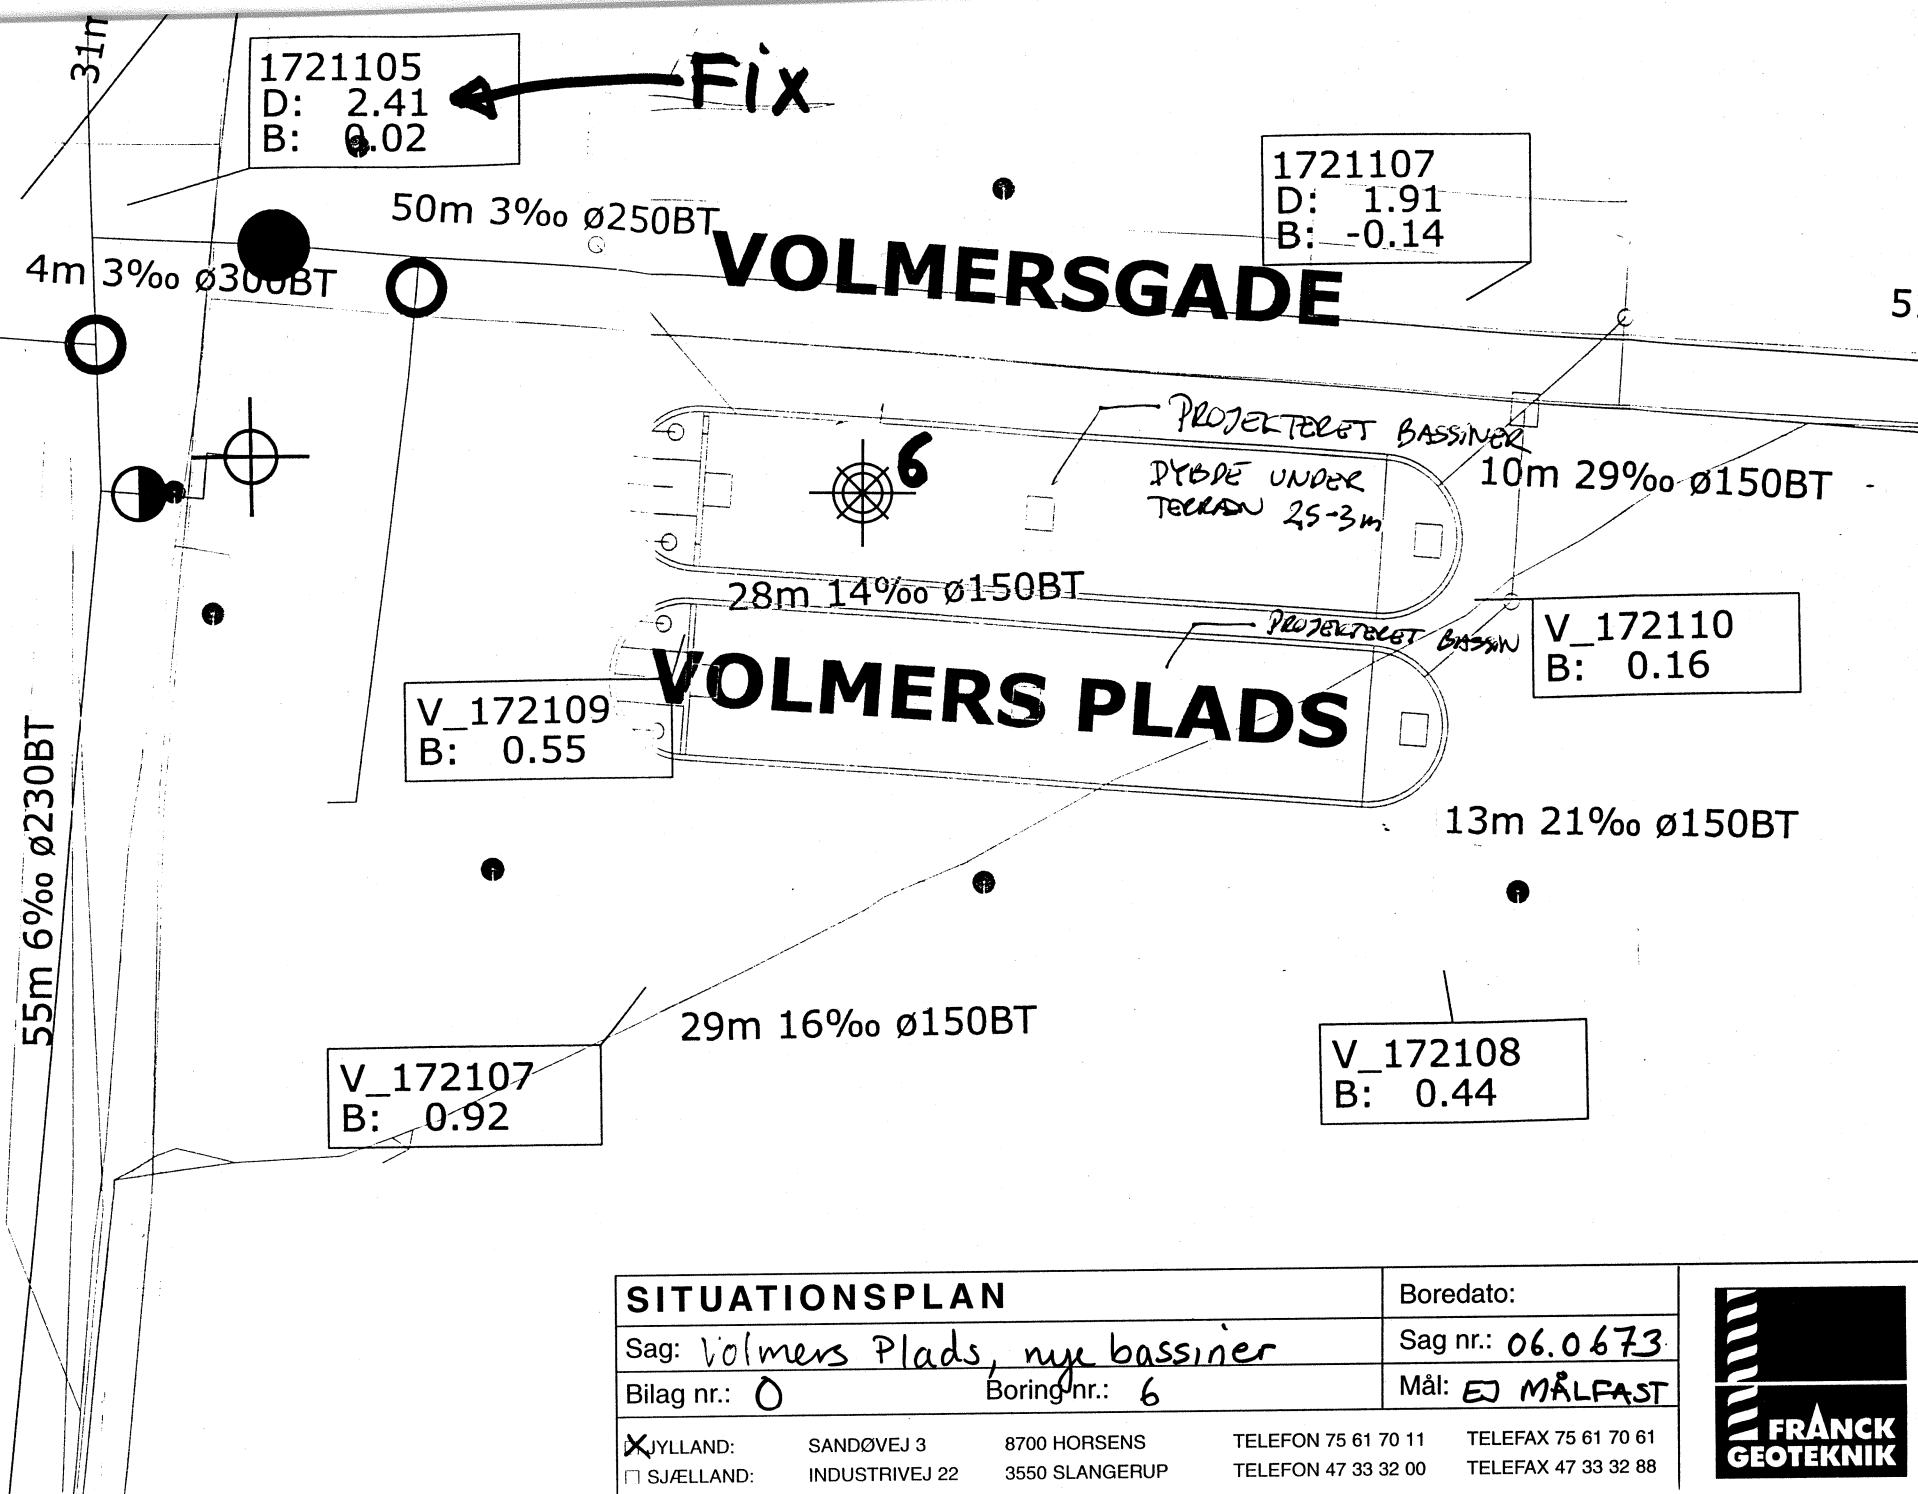 31m
1721105
D: 2.41
B: 0.02
Fix
50m 3‰ ø250BT
VOLMERSGADE
1721107
D: 1.91
B: -0.14
4m 3‰ ø300BT
5
PROJEKTERET BASSINER
DYBDE UNDER
TERRÆN 2,5-3m
6
10m 29‰ ø150BT
28m 14‰ ø150BT
PROJEKTERET BASSIN
V_172110
B: 0.16
VOLMERS PLADS
V_172109
B: 0.55
55m 6‰ ø230BT
13m 21‰ ø150BT
29m 16‰ ø150BT
V_172107
B: 0.92
V_172108
B: 0.44
SITUATIONSPLAN
Boredato:
Sag: Volmers Plads, nye bassiner
Sag nr.: 06.0673
Bilag nr.: 0 Boring nr.: 6
Mål: EJ MÅLFAST
X JYLLAND: SANDØVEJ 3 8700 HORSENS TELEFON 75 61 70 11 TELEFAX 75 61 70 61
SJÆLLAND: INDUSTRIVEJ 22 3550 SLANGERUP TELEFON 47 33 32 00 TELEFAX 47 33 32 88
FRANCK
GEOTEKNIK